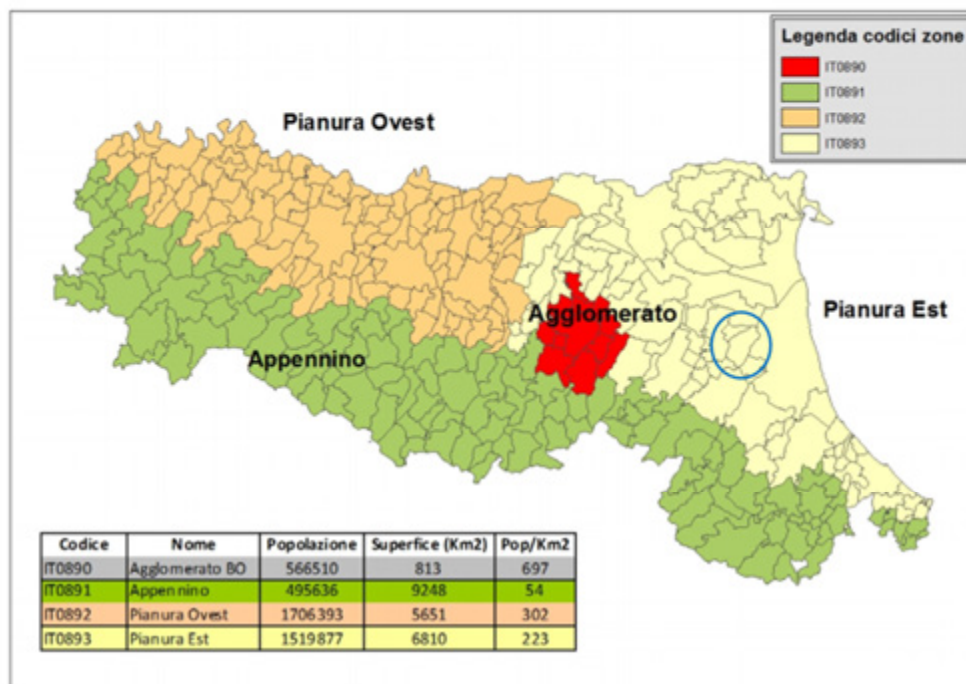 Legenda codici zone
IT0890
IT0891
IT0892
IT0893
Pianura Ovest
Agglomerato
Pianura Est
Appennino
Codice Nome Popolazione Superfice (Km2) Pop/Km2
IT0890 Agglomerato BO 566510 813 697
IT0891 Appennino 495636 9248 54
IT0892 Pianura Ovest 1706393 5651 302
IT0893 Pianura Est 1519877 6810 223